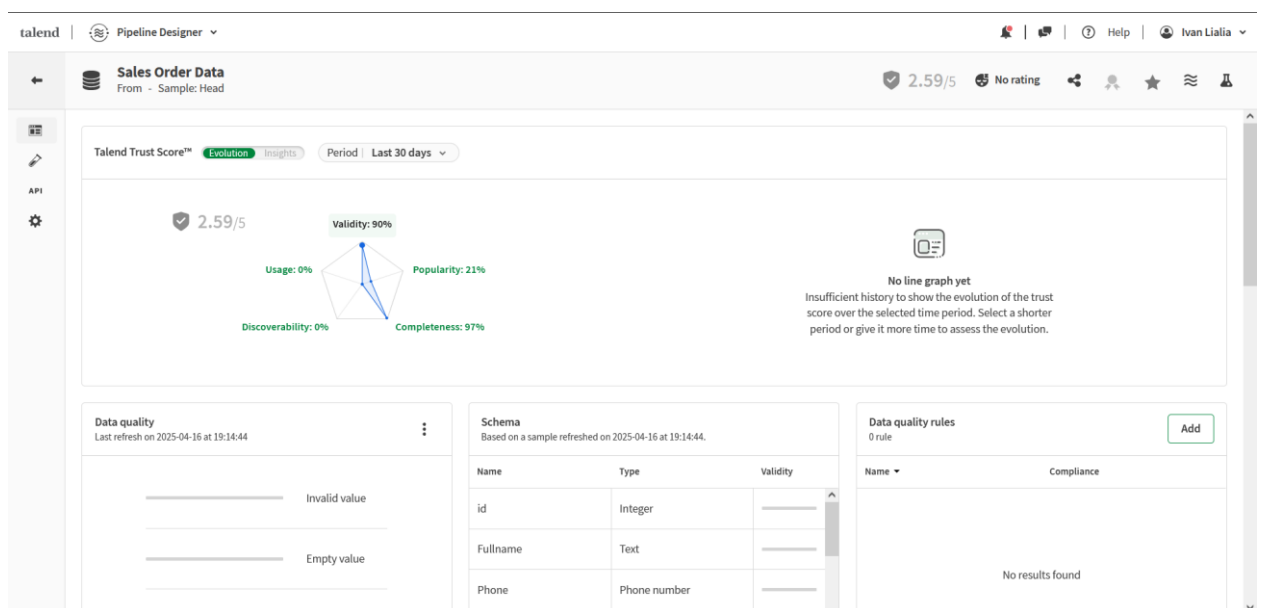 talend
Pipeline Designer
Help
Ivan Lialia
Sales Order Data
From - Sample: Head
2.59/5
No rating
API
Talend Trust Score™
Evolution
Insights
Period
Last 30 days
2.59/5
Validity: 90%
Usage: 0%
Popularity: 21%
Discoverability: 0%
Completeness: 97%
No line graph yet
Insufficient history to show the evolution of the trust
score over the selected time period. Select a shorter
period or give it more time to assess the evolution.
Data quality
Last refresh on 2025-04-16 at 19:14:44
Invalid value
Empty value
Schema
Based on a sample refreshed on 2025-04-16 at 19:14:44.
Name Type Validity
id Integer
Fullname Text
Phone Phone number
Data quality rules
0 rule
Add
Name Compliance
No results found